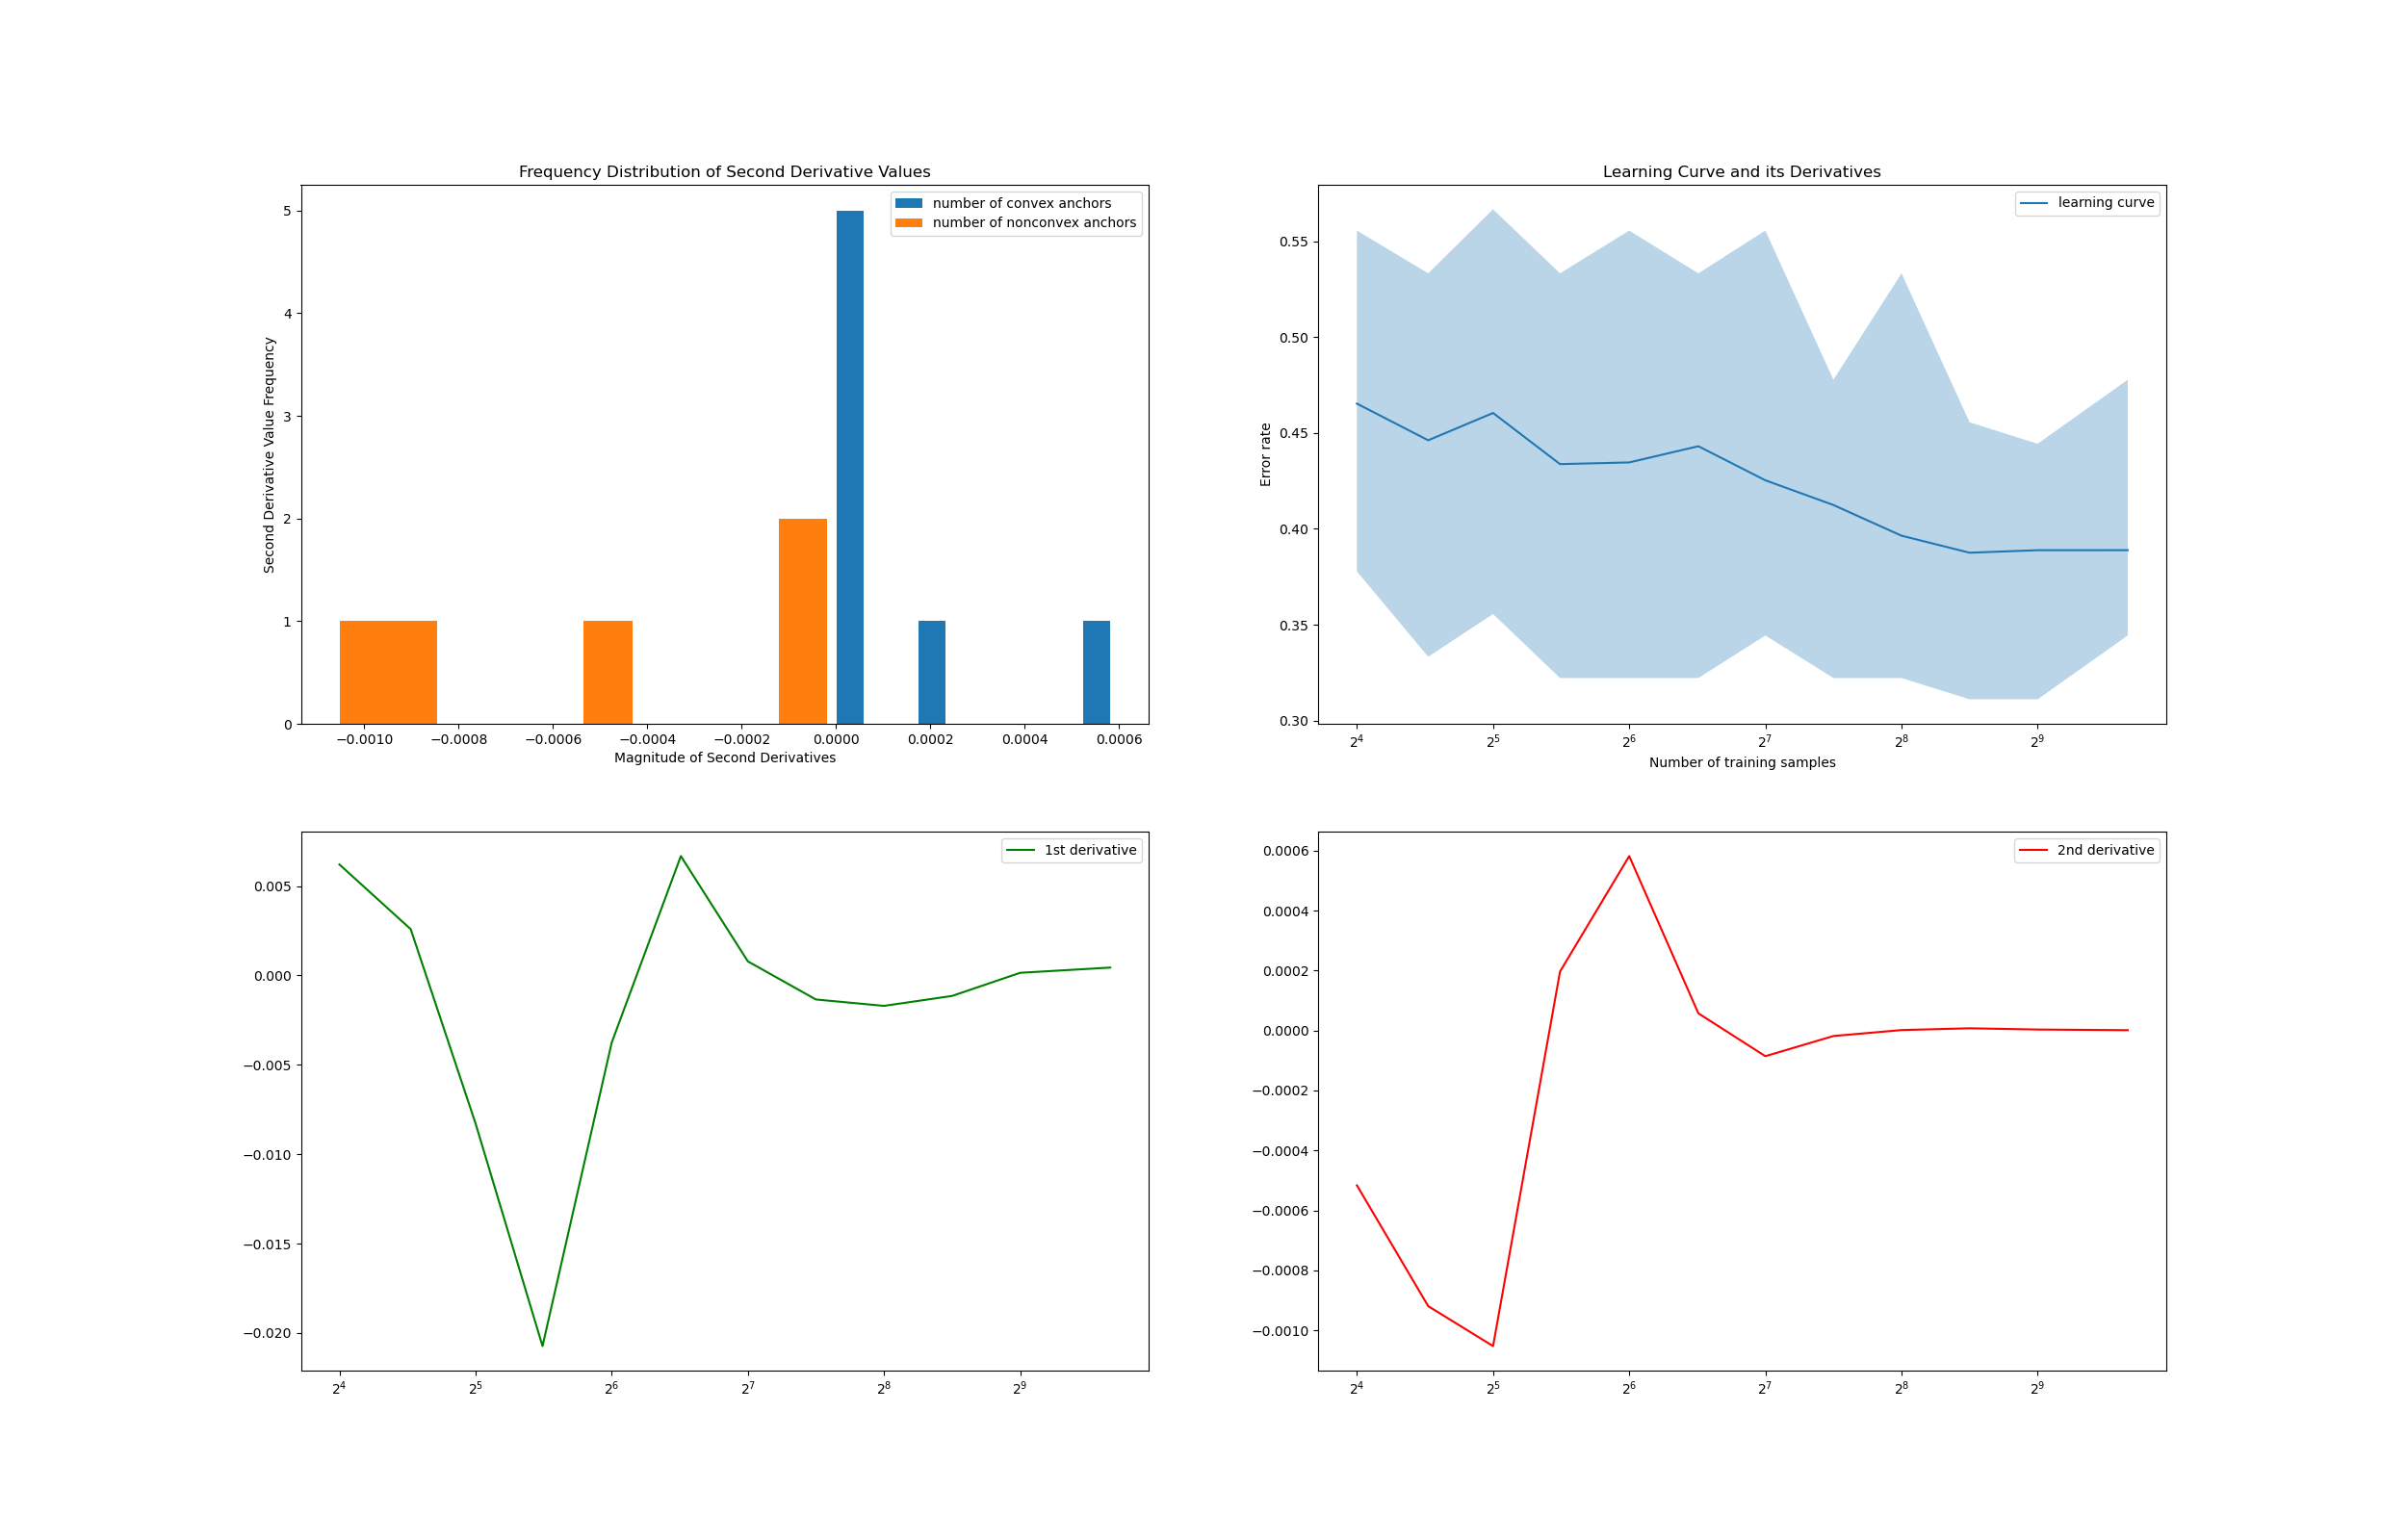 Frequency Distribution of Second Derivative Values
number of convex anchors
number of nonconvex anchors
5
4
3
2
1
0
Second Derivative Value Frequency
−0.0010 −0.0008 −0.0006 −0.0004 −0.0002 0.0000 0.0002 0.0004 0.0006
Magnitude of Second Derivatives
Learning Curve and its Derivatives
learning curve
0.55
0.50
0.45
0.40
0.35
0.30
Error rate
2⁴ 2⁵ 2⁶ 2⁷ 2⁸ 2⁹
Number of training samples
1st derivative
0.005
0.000
−0.005
−0.010
−0.015
−0.020
2⁴ 2⁵ 2⁶ 2⁷ 2⁸ 2⁹
2nd derivative
0.0006
0.0004
0.0002
0.0000
−0.0002
−0.0004
−0.0006
−0.0008
−0.0010
2⁴ 2⁵ 2⁶ 2⁷ 2⁸ 2⁹